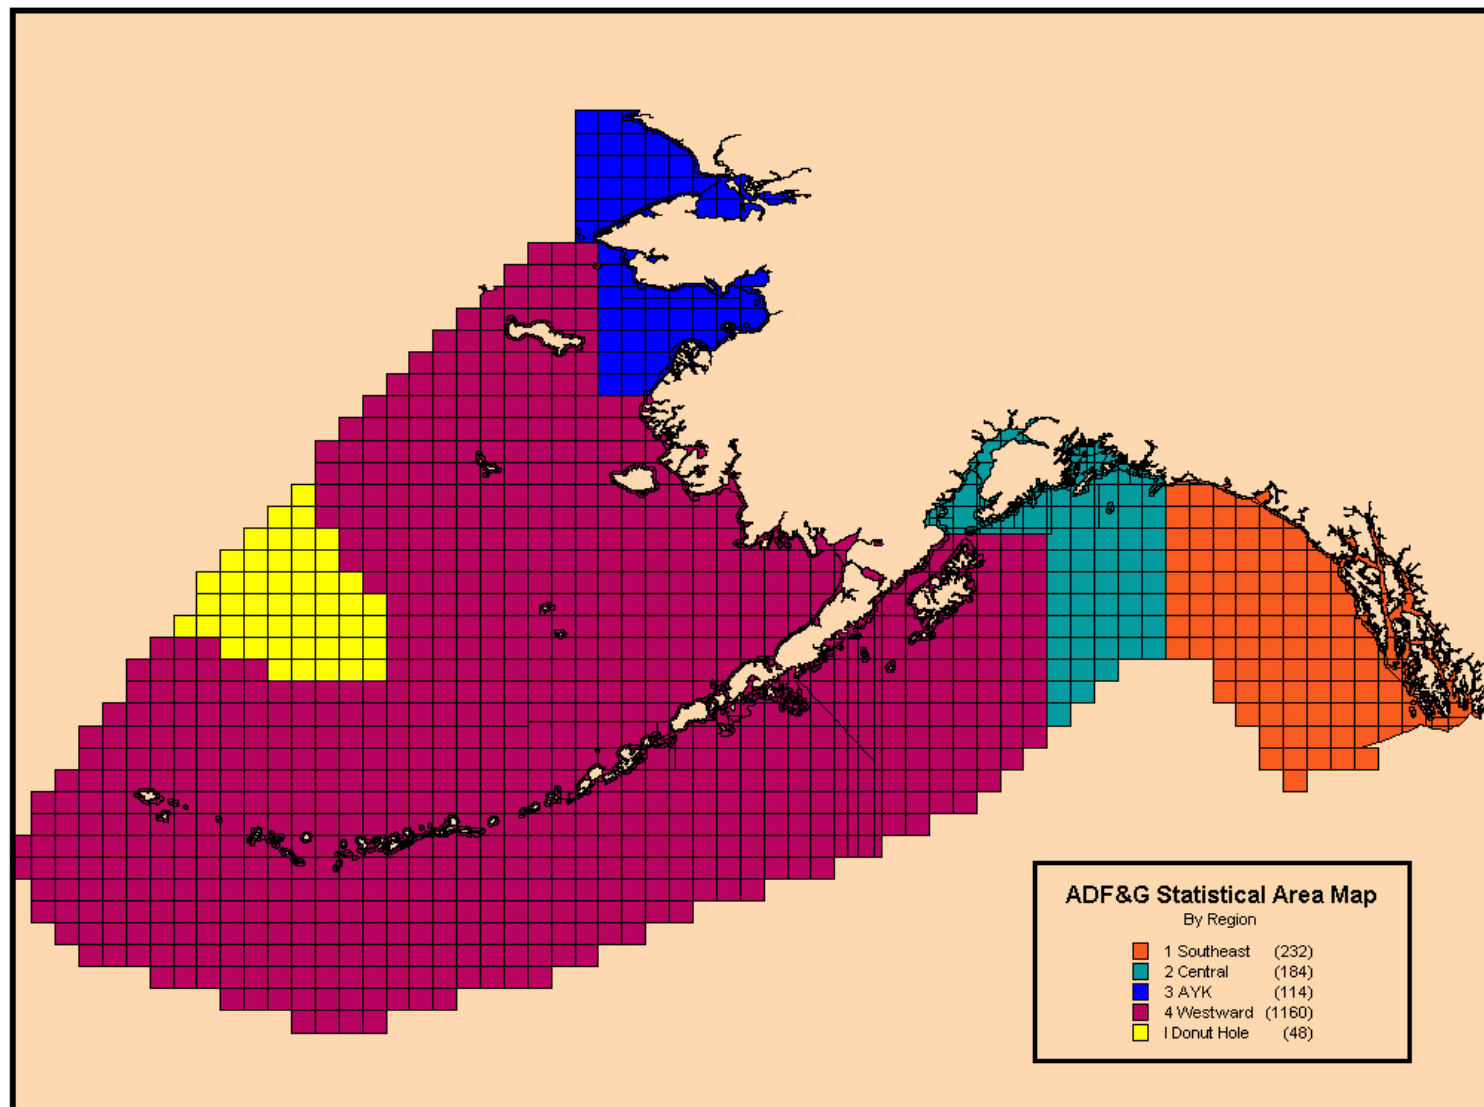 ADF&G Statistical Area Map
By Region
1 Southeast (232)
2 Central (184)
3 AYK (114)
4 Westward (1160)
I Donut Hole (48)